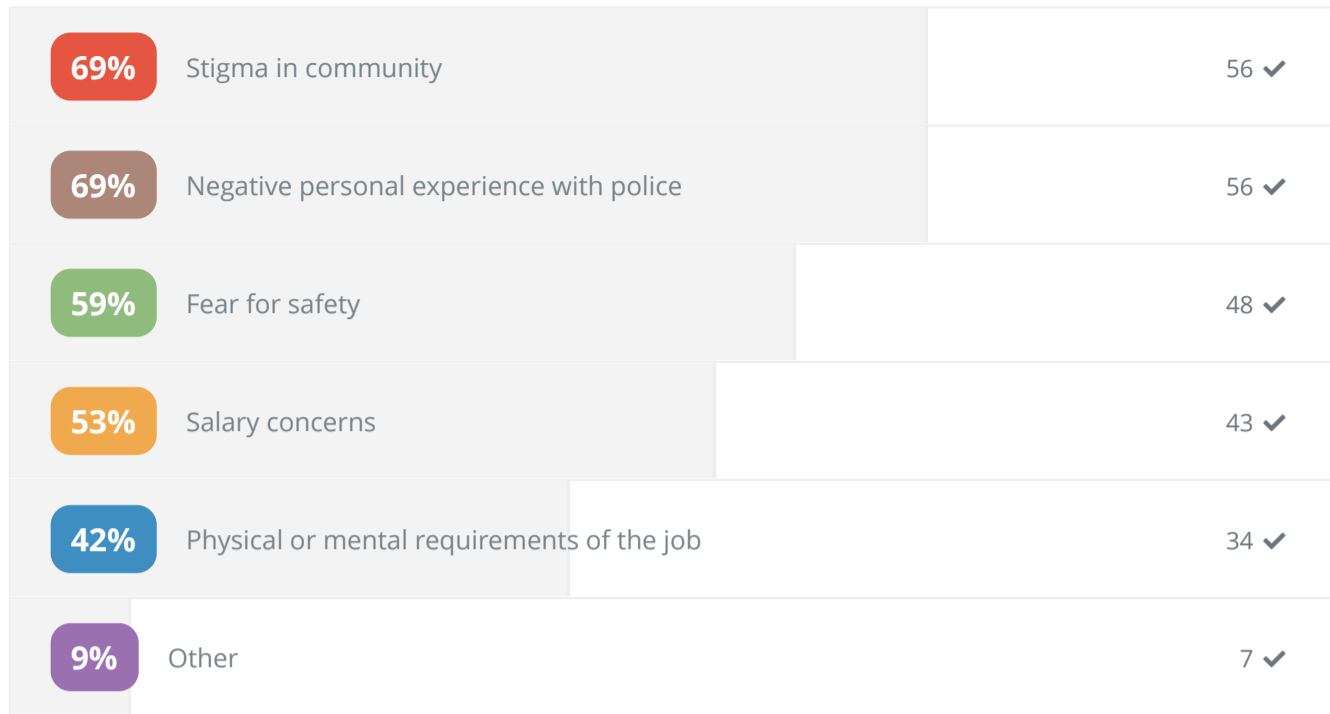 69% Stigma in community 56 ✔
69% Negative personal experience with police 56 ✔
59% Fear for safety 48 ✔
53% Salary concerns 43 ✔
42% Physical or mental requirements of the job 34 ✔
9% Other 7 ✔